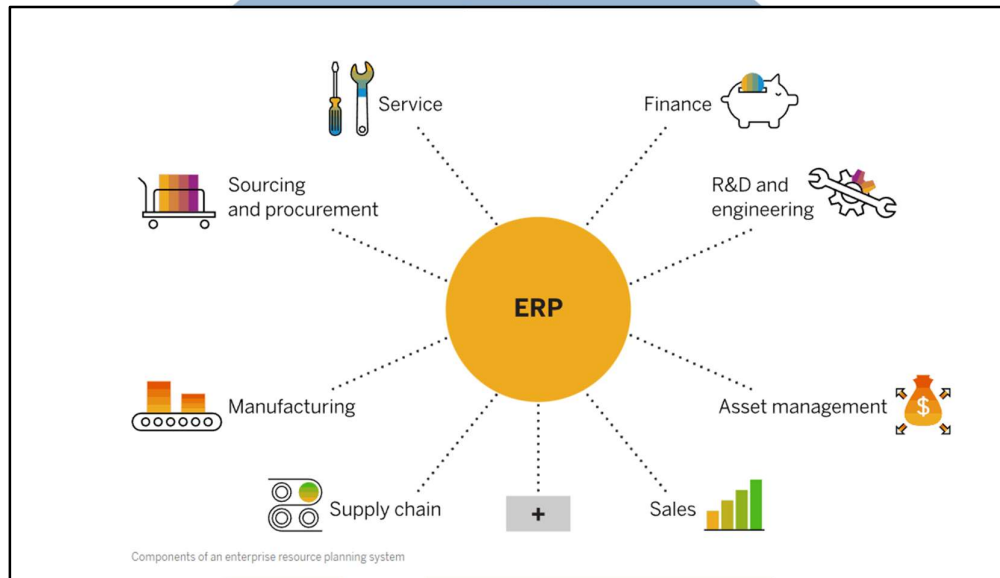 Service
Finance
Sourcing
and procurement
R&D and
engineering
ERP
Manufacturing
Asset management
$
Supply chain
+
Sales
Components of an enterprise resource planning system